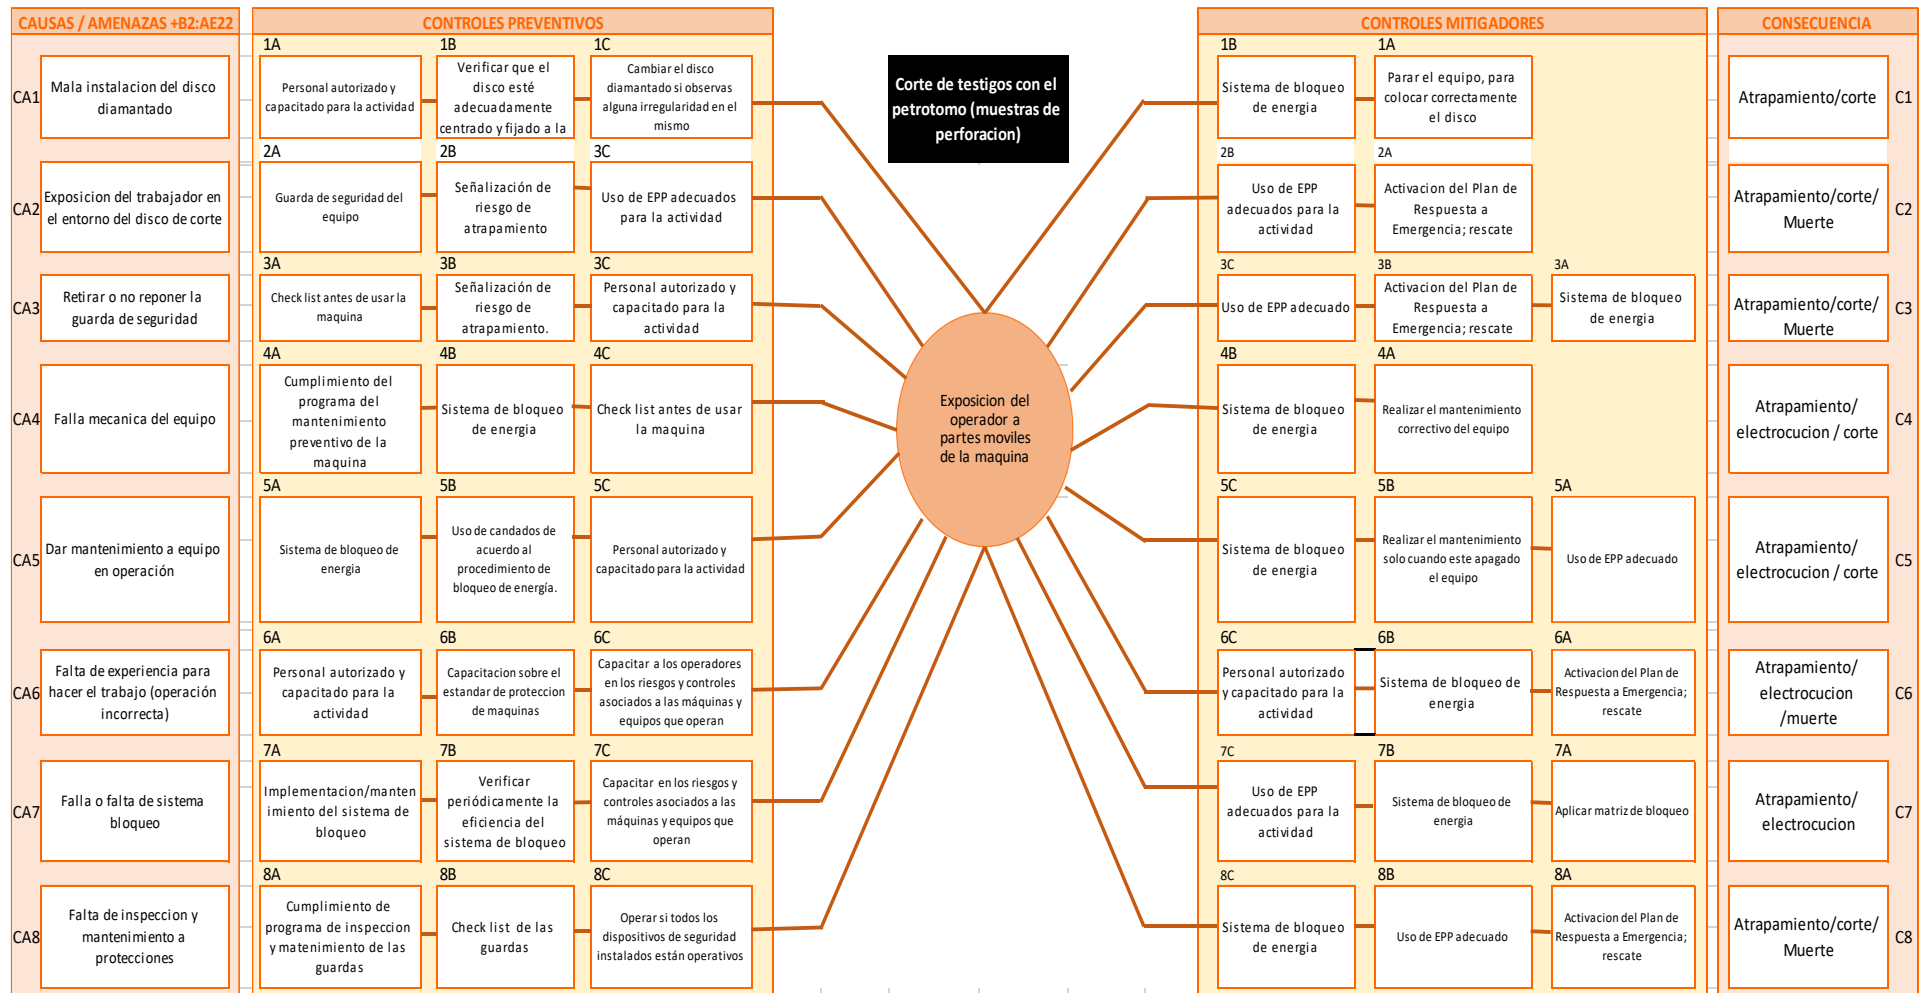 CAUSAS / AMENAZAS +B2:AE22
CONTROLES PREVENTIVOS
CONTROLES MITIGADORES
CONSECUENCIA
CA1
Mala instalacion del disco
diamantado
1A
Personal autorizado y
capacitado para la actividad
1B
Verificar que el
disco esté
adecuadamente
centrado y fijado a la
1C
Cambiar el disco
diamantado si observas
alguna irregularidad en el
mismo
Corte de testigos con el
petrotomo (muestras de
perforacion)
1B
Sistema de bloqueo
de energia
1A
Parar el equipo, para
colocar correctamente
el disco
Atrapamiento/corte
C1
CA2
Exposicion del trabajador en
el entorno del disco de corte
2A
Guarda de seguridad del
equipo
2B
Señalización de
riesgo de
atrapamiento
3C
Uso de EPP adecuados
para la actividad
2B
Uso de EPP
adecuados para la
actividad
2A
Activacion del Plan de
Respuesta a
Emergencia; rescate
Atrapamiento/corte/
Muerte
C2
CA3
Retirar o no reponer la
guarda de seguridad
3A
Check list antes de usar la
maquina
3B
Señalización de
riesgo de
atrapamiento.
3C
Personal autorizado y
capacitado para la
actividad
3C
Uso de EPP adecuado
3B
Activacion del Plan de
Respuesta a
Emergencia; rescate
3A
Sistema de bloqueo
de energia
Atrapamiento/corte/
Muerte
C3
Exposicion del
operador a
partes moviles
de la maquina
CA4
Falla mecanica del equipo
4A
Cumplimiento del
programa del
mantenimiento
preventivo de la
maquina
4B
Sistema de bloqueo
de energia
4C
Check list antes de usar
la maquina
4B
Sistema de bloqueo
de energia
4A
Realizar el mantenimiento
correctivo del equipo
Atrapamiento/
electrocucion / corte
C4
CA5
Dar mantenimiento a equipo
en operación
5A
Sistema de bloqueo de
energia
5B
Uso de candados de
acuerdo al
procedimiento de
bloqueo de energía.
5C
Personal autorizado y
capacitado para la actividad
5C
Sistema de bloqueo
de energia
5B
Realizar el mantenimiento
solo cuando este apagado
el equipo
5A
Uso de EPP adecuado
Atrapamiento/
electrocucion / corte
C5
CA6
Falta de experiencia para
hacer el trabajo (operación
incorrecta)
6A
Personal autorizado y
capacitado para la
actividad
6B
Capacitacion sobre el
estandar de proteccion
de maquinas
6C
Capacitar a los operadores
en los riesgos y controles
asociados a las máquinas y
equipos que operan
6C
Personal autorizado
y capacitado para la
actividad
6B
Sistema de bloqueo de
energia
6A
Activacion del Plan de
Respuesta a Emergencia;
rescate
Atrapamiento/
electrocucion
/muerte
C6
CA7
Falla o falta de sistema
bloqueo
7A
Implementacion/manten
imiento del sistema de
bloqueo
7B
Verificar
periódicamente la
eficiencia del
sistema de bloqueo
7C
Capacitar en los riesgos y
controles asociados a las
máquinas y equipos que
operan
7C
Uso de EPP
adecuados para la
actividad
7B
Sistema de bloqueo de
energia
7A
Aplicar matriz de bloqueo
Atrapamiento/
electrocucion
C7
CA8
Falta de inspeccion y
mantenimiento a
protecciones
8A
Cumplimiento de
programa de inspeccion
y matenimiento de las
guardas
8B
Check list de las
guardas
8C
Operar si todos los
dispositivos de seguridad
instalados están operativos
8C
Sistema de bloqueo
de energia
8B
Uso de EPP adecuado
8A
Activacion del Plan de
Respuesta a Emergencia;
rescate
Atrapamiento/corte/
Muerte
C8